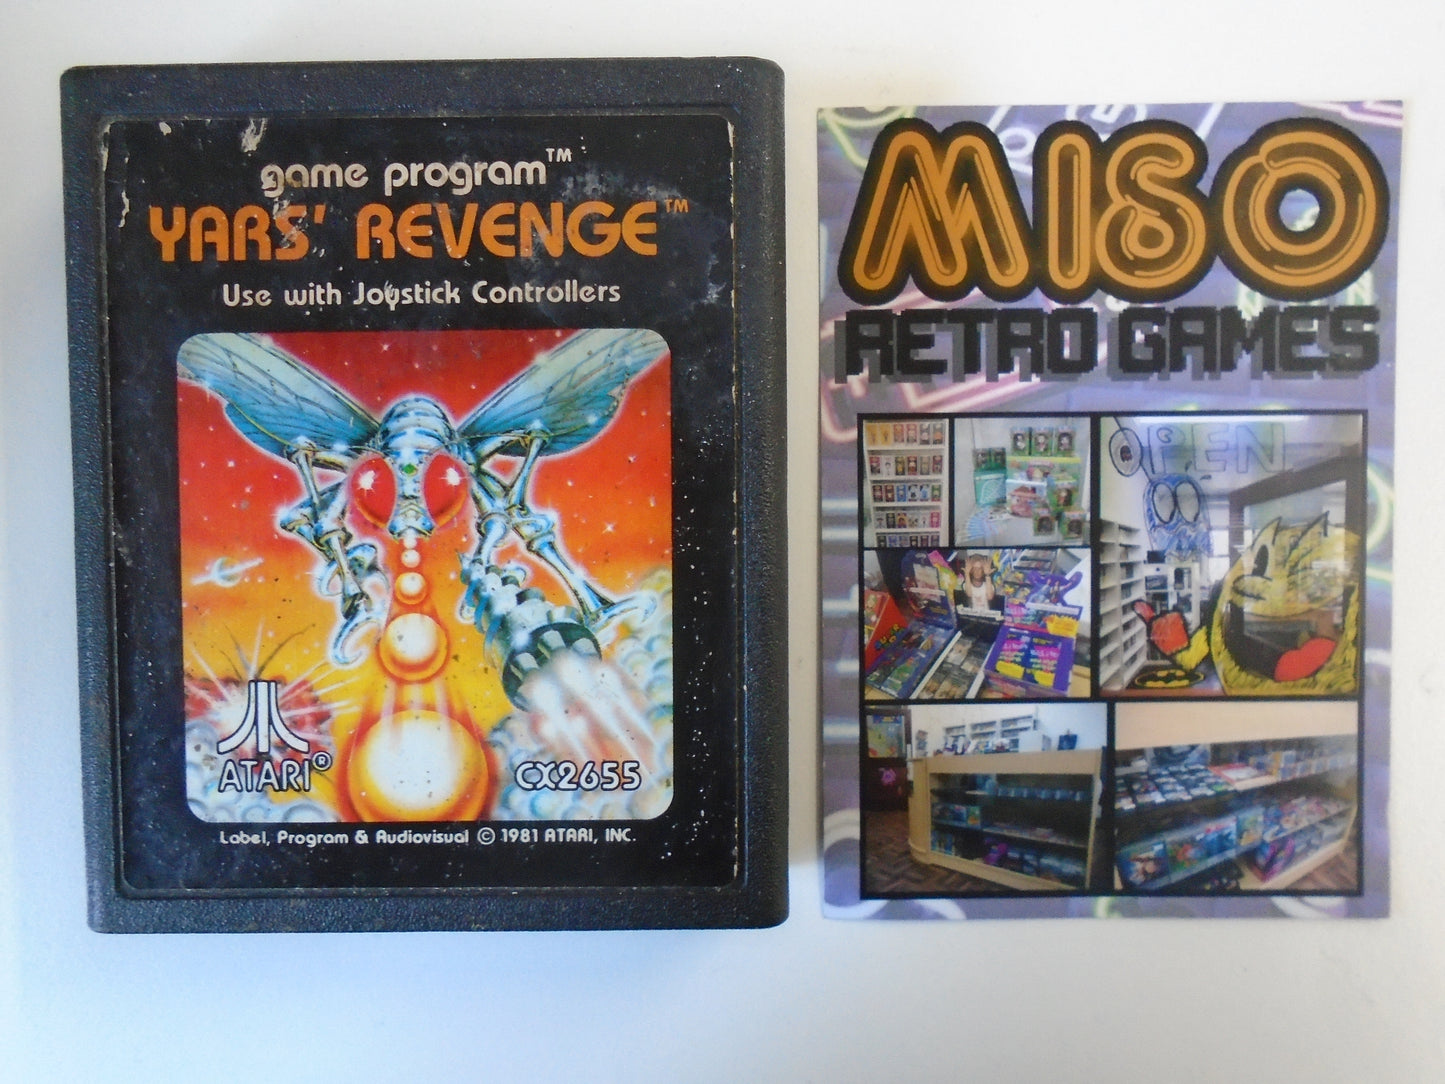 game program™
YARS' REVENGE™
Use with Joystick Controllers
ATARI®
CX2655
Label, Program & Audiovisual © 1981 ATARI, INC.
MISO
RETRO GAMES
OPEN